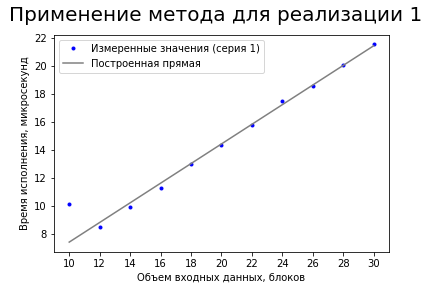 Применение метода для реализации 1
Измеренные значения (серия 1)
Построенная прямая
Время исполнения, микросекунд
22
20
18
16
14
12
10
8
10 12 14 16 18 20 22 24 26 28 30
Объем входных данных, блоков